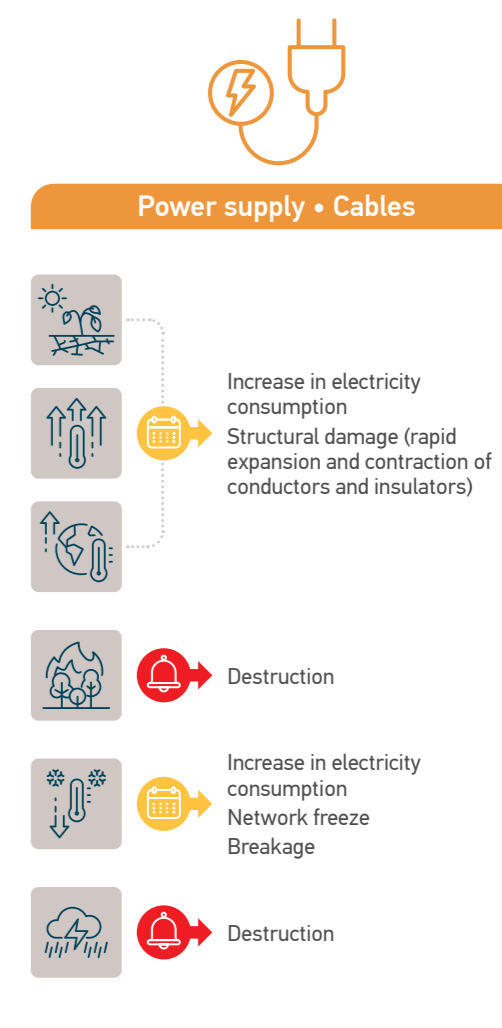 Power supply • Cables
Increase in electricity
consumption
Structural damage (rapid
expansion and contraction of
conductors and insulators)
Destruction
Increase in electricity
consumption
Network freeze
Breakage
Destruction